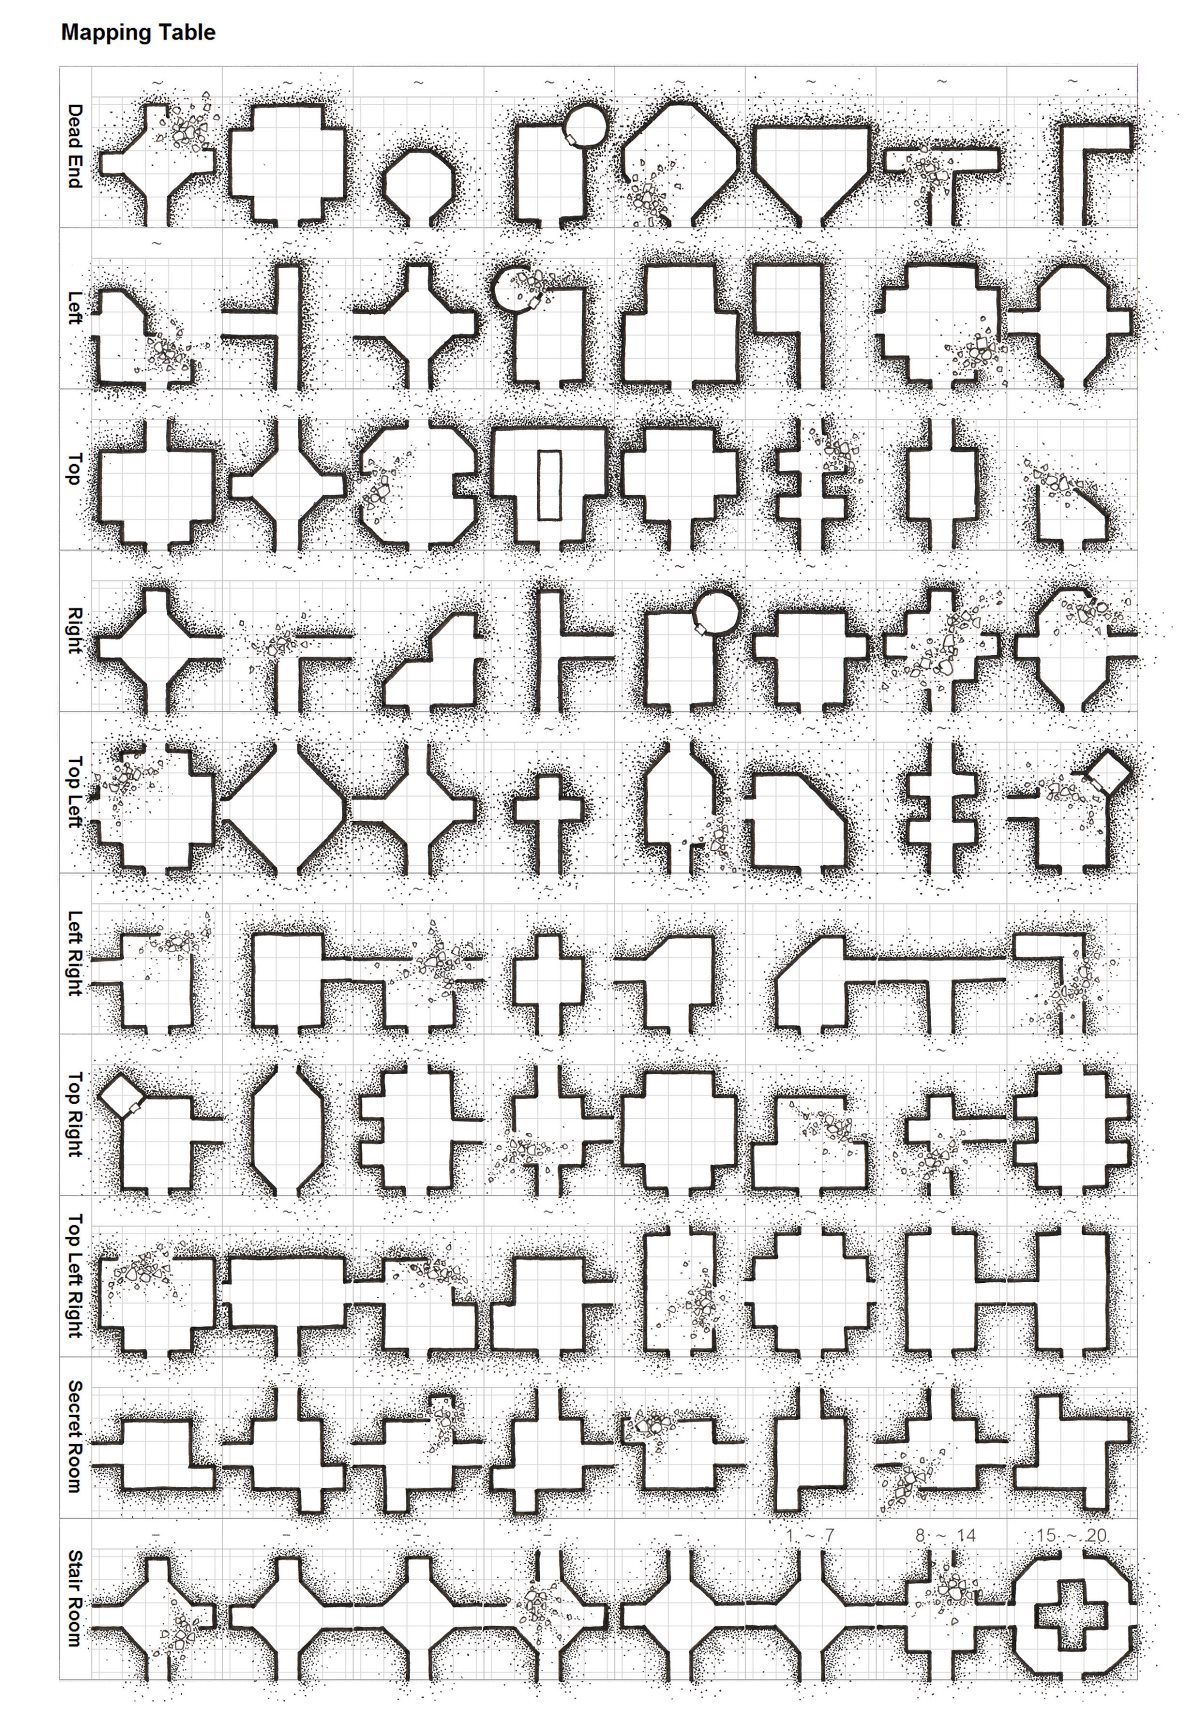 Mapping Table
~ ~ ~ ~ ~ ~ ~ ~
Dead End
~ ~ ~ ~ ~ ~ ~ ~
Left
~ ~ ~ ~ ~ ~ ~ ~
Top
~ ~ ~ ~ ~ ~ ~ ~
Right
~ ~ ~ ~ ~ ~ ~ ~
Top Left
~ ~ ~ ~ ~ ~ ~ ~
Left Right
~ ~ ~ ~ ~ ~ ~ ~
Top Right
~ ~ ~ ~ ~ ~ ~ ~
Top Left Right
– – – – – – – –
Secret Room
– – – – – 1 ~ 7 8 ~ 14 15 ~ 20
Stair Room